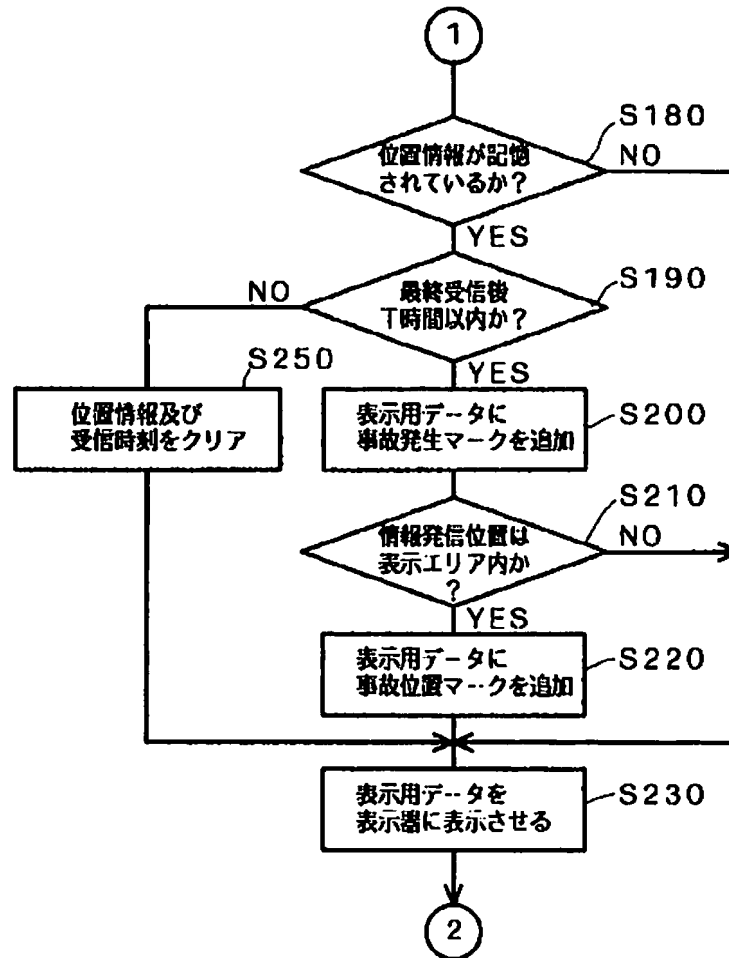 1
S180
位置情報が記憶
されているか？
NO
YES
S190
最終受信後
T時間以内か？
NO
YES
S250
位置情報及び
受信時刻をクリア
S200
表示用データに
事故発生マークを追加
S210
情報発信位置は
表示エリア内か
？
NO
YES
S220
表示用データに
事故位置マークを追加
S230
表示用データを
表示器に表示させる
2